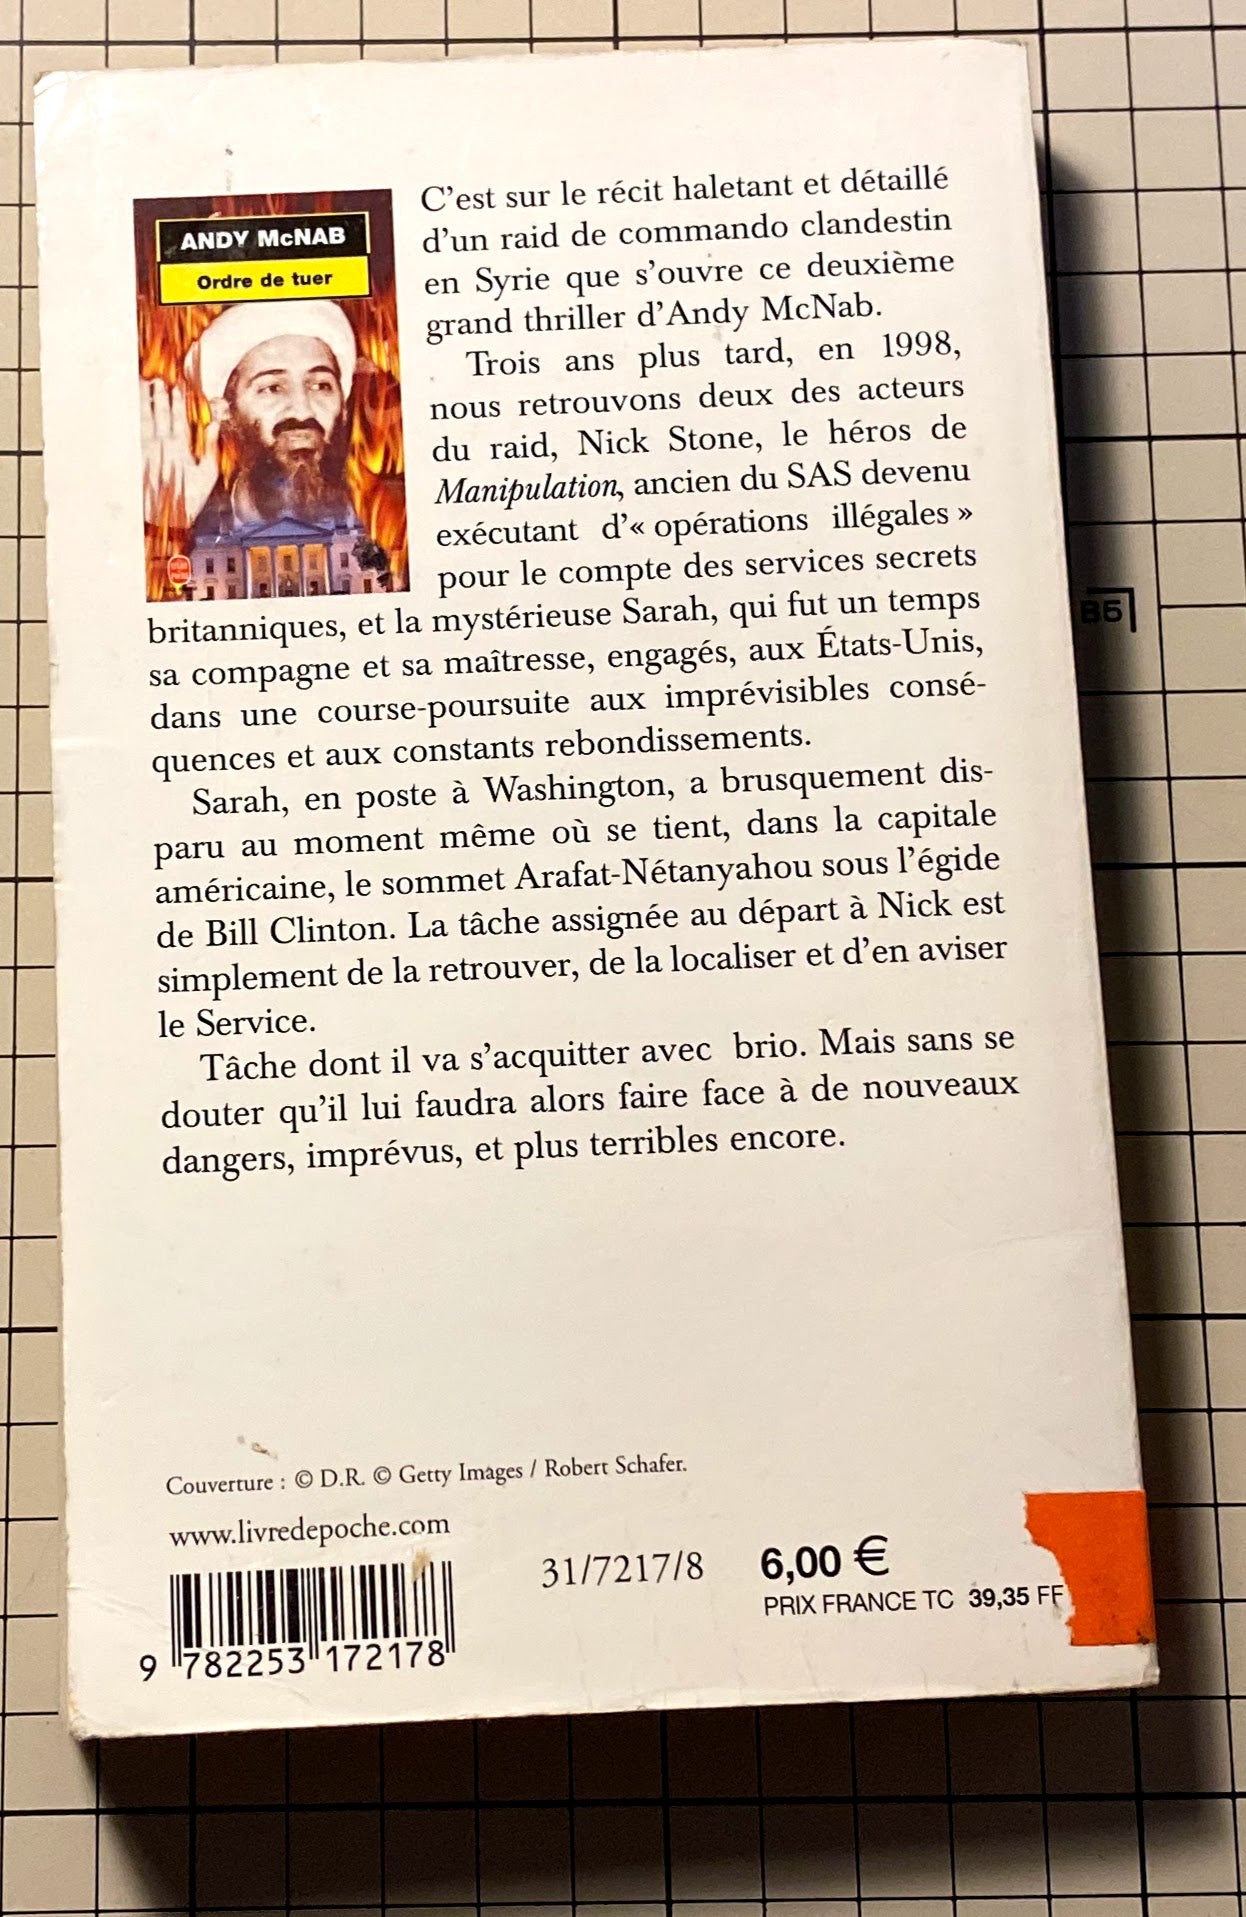 ANDY McNAB
Ordre de tuer
C'est sur le récit haletant et détaillé
d'un raid de commando clandestin
en Syrie que s'ouvre ce deuxième
grand thriller d'Andy McNab.
Trois ans plus tard, en 1998,
nous retrouvons deux des acteurs
du raid, Nick Stone, le héros de
Manipulation, ancien du SAS devenu
exécutant d'« opérations illégales »
pour le compte des services secrets
britanniques, et la mystérieuse Sarah, qui fut un temps
sa compagne et sa maîtresse, engagés, aux États-Unis,
dans une course-poursuite aux imprévisibles consé-
quences et aux constants rebondissements.
Sarah, en poste à Washington, a brusquement dis-
paru au moment même où se tient, dans la capitale
américaine, le sommet Arafat-Nétanyahou sous l'égide
de Bill Clinton. La tâche assignée au départ à Nick est
simplement de la retrouver, de la localiser et d'en aviser
le Service.
Tâche dont il va s'acquitter avec brio. Mais sans se
douter qu'il lui faudra alors faire face à de nouveaux
dangers, imprévus, et plus terribles encore.
Couverture : © D.R. © Getty Images / Robert Schafer.
www.livredepoche.com
31/7217/8
6,00 €
PRIX FRANCE TC 39,35 FF
9 782253 172178
B5